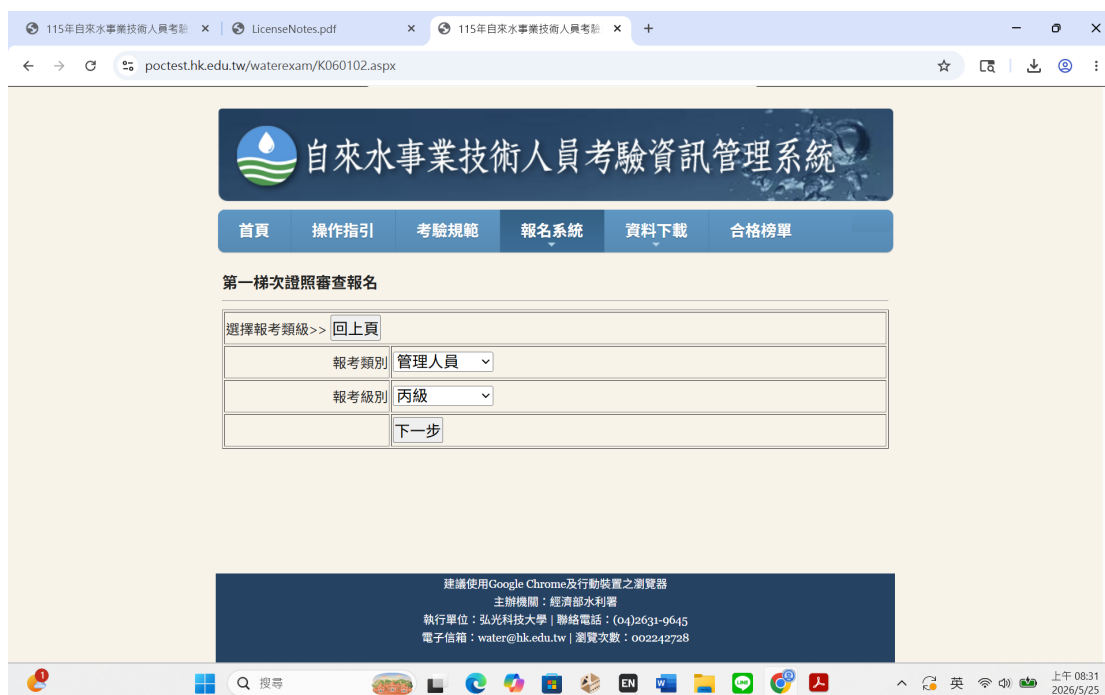 115年自來水事業技術人員考驗
LicenseNotes.pdf
115年自來水事業技術人員考驗
poctest.hk.edu.tw/waterexam/K060102.aspx
自來水事業技術人員考驗資訊管理系統
首頁 操作指引 考驗規範 報名系統 資料下載 合格榜單
第一梯次證照審查報名
選擇報考類級>> 回上頁
報考類別 管理人員
報考級別 丙級
下一步
建議使用Google Chrome及行動裝置之瀏覽器
主辦機關：經濟部水利署
執行單位：弘光科技大學 | 聯絡電話：(04)2631-9645
電子信箱：water@hk.edu.tw | 瀏覽次數：002242728
1
搜尋
EN
W
LINE
英
上午 08:31
2026/5/25